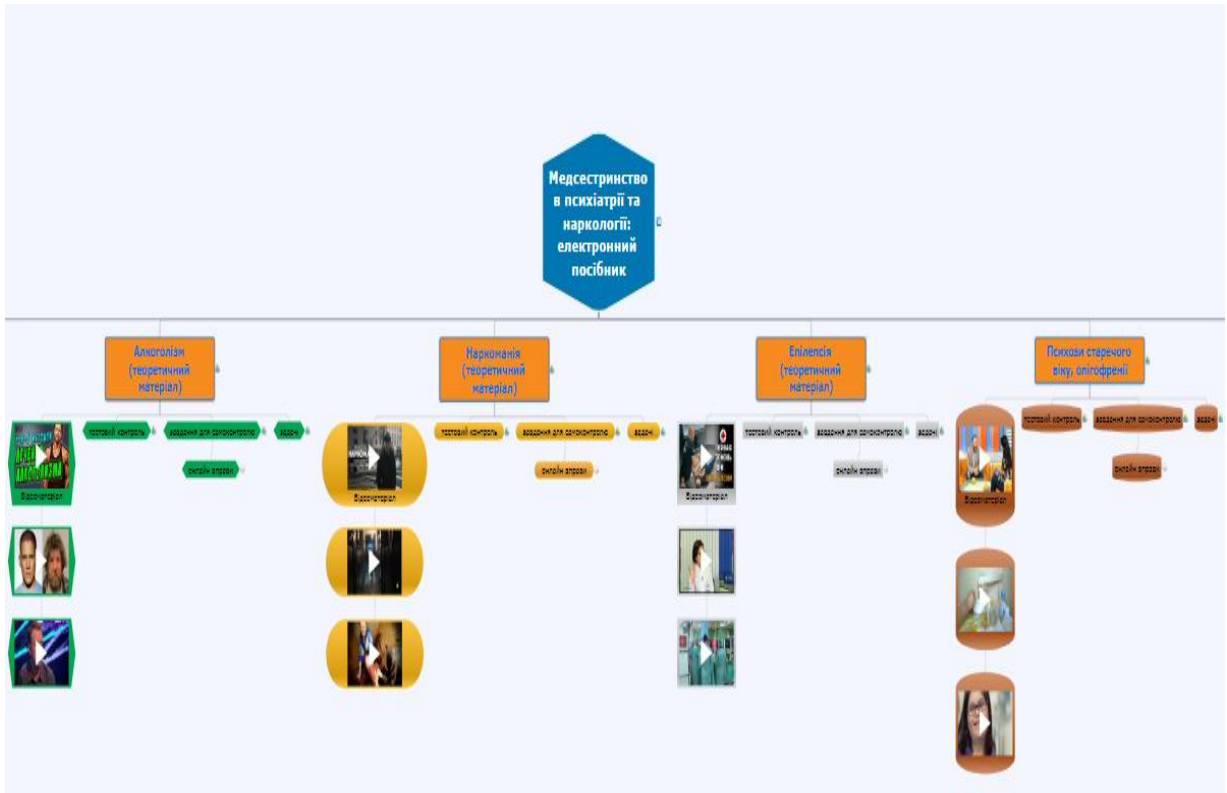 Медсестринство
в психіатрії та
наркології:
електронний
посібник
Алкоголізм
(теоретичний
матеріал)
Наркоманія
(теоретичний
матеріал)
Епілепсія
(теоретичний
матеріал)
Психози старечого
віку, олігофренії
тестовий контроль
завдання для самоконтролю
задачі
онлайн вправи
Відеоматеріал
тестовий контроль
завдання для самоконтролю
задачі
онлайн вправи
Відеоматеріал
тестовий контроль
завдання для самоконтролю
задачі
онлайн вправи
Відеоматеріал
тестовий контроль
завдання для самоконтролю
задачі
онлайн вправи
Відеоматеріал